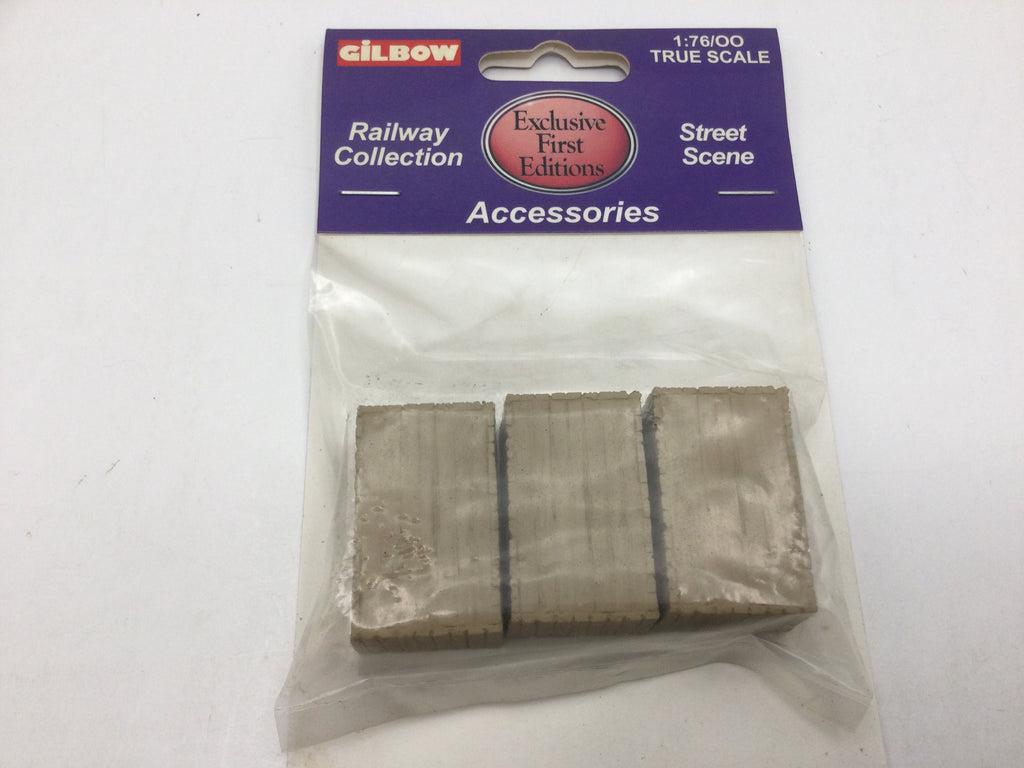 GiLBOW
1:76/OO
TRUE SCALE
Railway
Collection
Exclusive
First
Editions
Street
Scene
Accessories